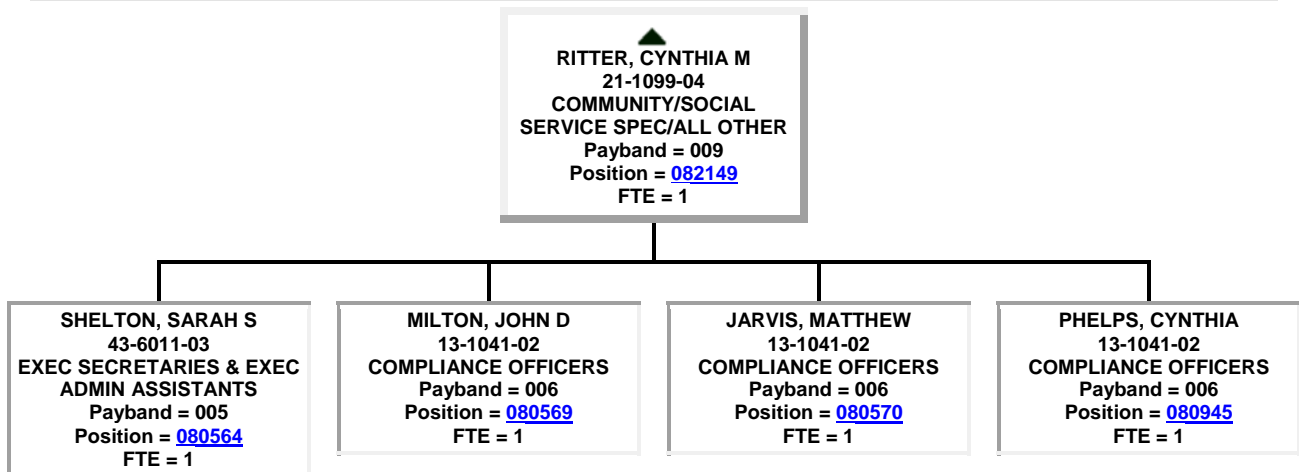 RITTER, CYNTHIA M
21-1099-04
COMMUNITY/SOCIAL
SERVICE SPEC/ALL OTHER
Payband = 009
Position = 082149
FTE = 1
SHELTON, SARAH S
43-6011-03
EXEC SECRETARIES & EXEC
ADMIN ASSISTANTS
Payband = 005
Position = 080564
FTE = 1
MILTON, JOHN D
13-1041-02
COMPLIANCE OFFICERS
Payband = 006
Position = 080569
FTE = 1
JARVIS, MATTHEW
13-1041-02
COMPLIANCE OFFICERS
Payband = 006
Position = 080570
FTE = 1
PHELPS, CYNTHIA
13-1041-02
COMPLIANCE OFFICERS
Payband = 006
Position = 080945
FTE = 1